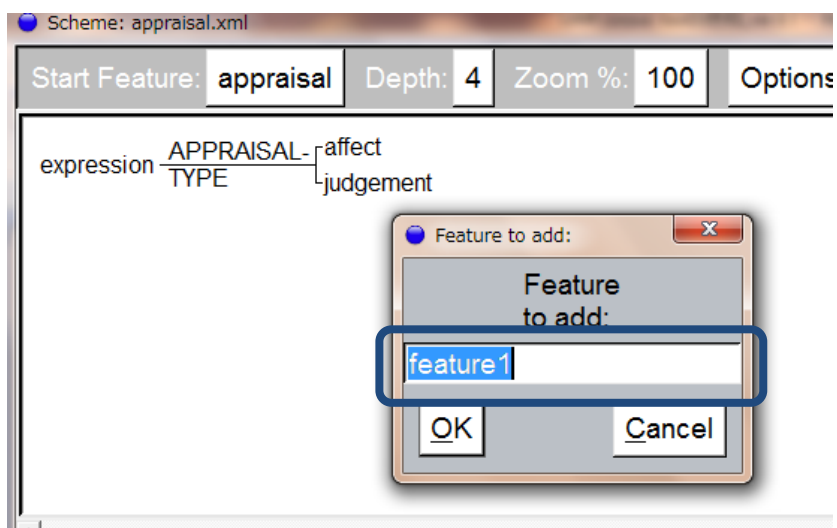 Scheme: appraisal.xml
Start Feature: appraisal Depth: 4 Zoom %: 100 Options
expression APPRAISAL-TYPE affect
judgement
Feature to add:
Feature
to add:
feature1
OK Cancel